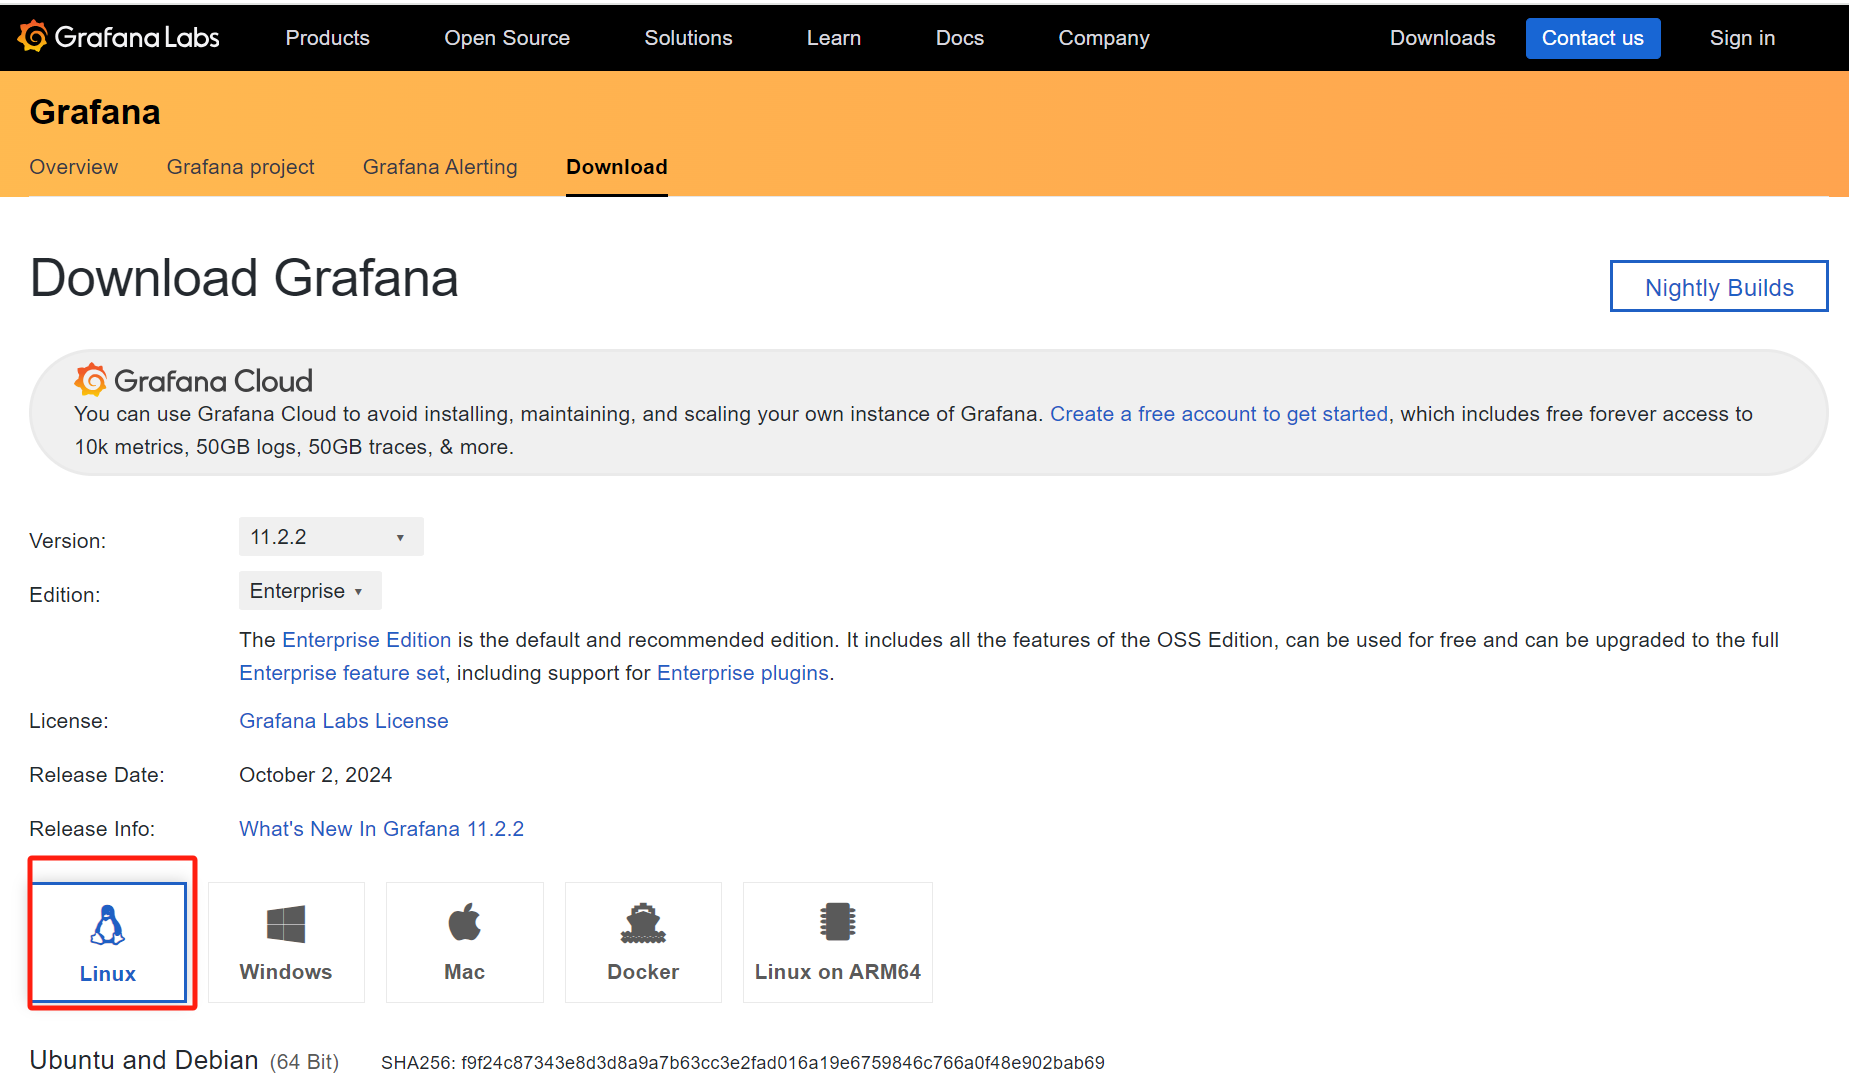 Grafana Labs Products Open Source Solutions Learn Docs Company Downloads Contact us Sign in
Grafana
Overview Grafana project Grafana Alerting Download
Download Grafana
Nightly Builds
Grafana Cloud
You can use Grafana Cloud to avoid installing, maintaining, and scaling your own instance of Grafana. Create a free account to get started, which includes free forever access to
10k metrics, 50GB logs, 50GB traces, & more.
Version: 11.2.2
Edition: Enterprise
The Enterprise Edition is the default and recommended edition. It includes all the features of the OSS Edition, can be used for free and can be upgraded to the full
Enterprise feature set, including support for Enterprise plugins.
License: Grafana Labs License
Release Date: October 2, 2024
Release Info: What's New In Grafana 11.2.2
Linux Windows Mac Docker Linux on ARM64
Ubuntu and Debian (64 Bit) SHA256: f9f24c87343e8d3d8a9a7b63cc3e2fad016a19e6759846c766a0f48e902bab69